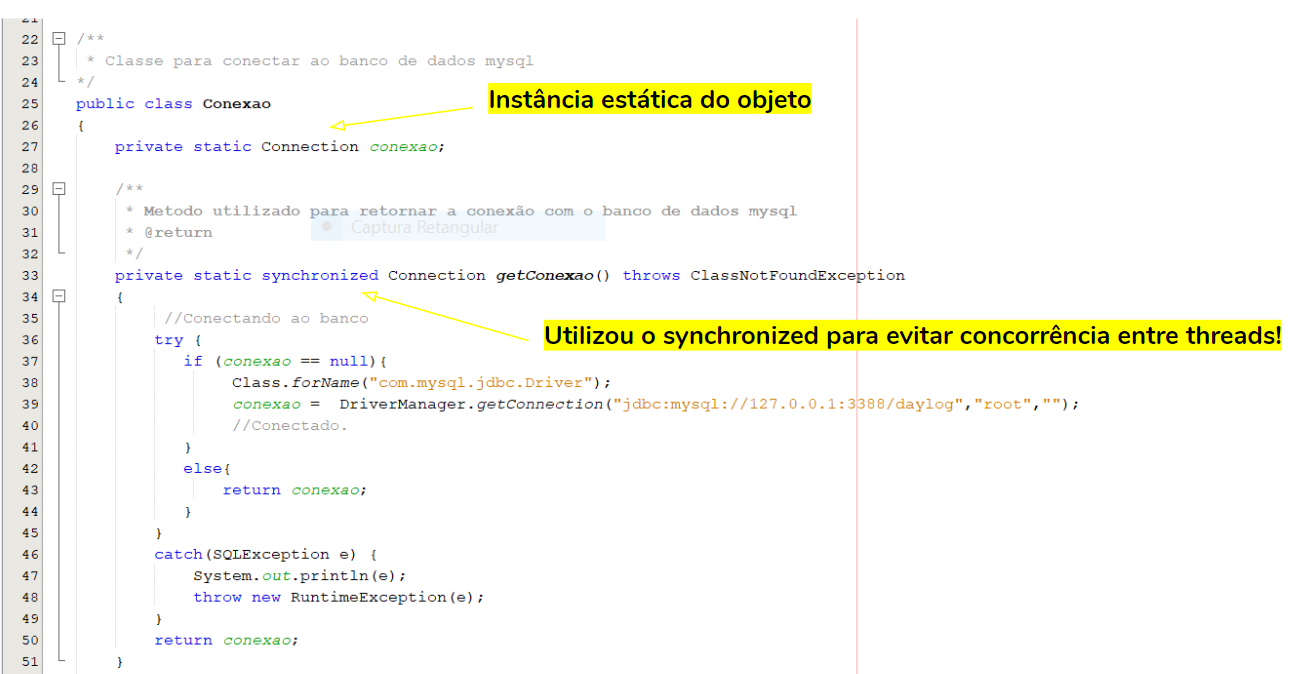 21
22 /**
23 * Classe para conectar ao banco de dados mysql
24 */
Instância estática do objeto
25 public class Conexao
26 {
27 private static Connection conexao;
28
29 /**
30 * Metodo utilizado para retornar a conexão com o banco de dados mysql
Captura Retangular
31 * @return
32 */
33 private static synchronized Connection getConexao() throws ClassNotFoundException
34 {
35 //Conectando ao banco
Utilizou o synchronized para evitar concorrência entre threads!
36 try {
37 if (conexao == null){
38 Class.forName("com.mysql.jdbc.Driver");
39 conexao = DriverManager.getConnection("jdbc:mysql://127.0.0.1:3388/daylog","root","");
40 //Conectado.
41 }
42 else{
43 return conexao;
44 }
45 }
46 catch(SQLException e) {
47 System.out.println(e);
48 throw new RuntimeException(e);
49 }
50 return conexao;
51 }